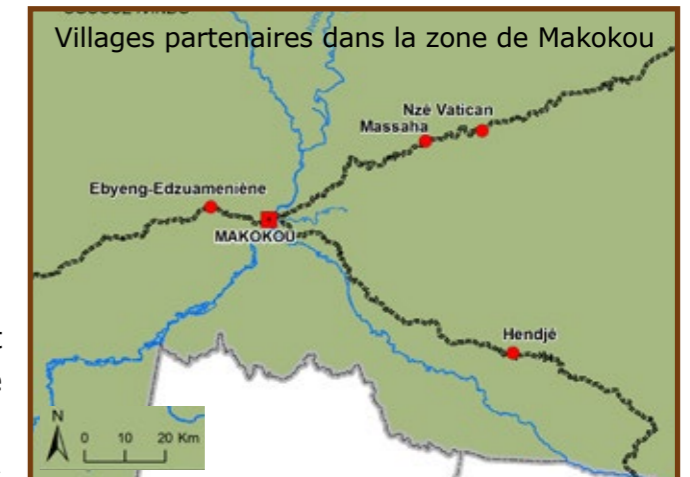 Villages partenaires dans la zone de Makokou
Nzé Vatican
Massaha
Ebyeng-Edzuameniène
MAKOKOU
Hendjé
N
0 10 20 Km
t
e